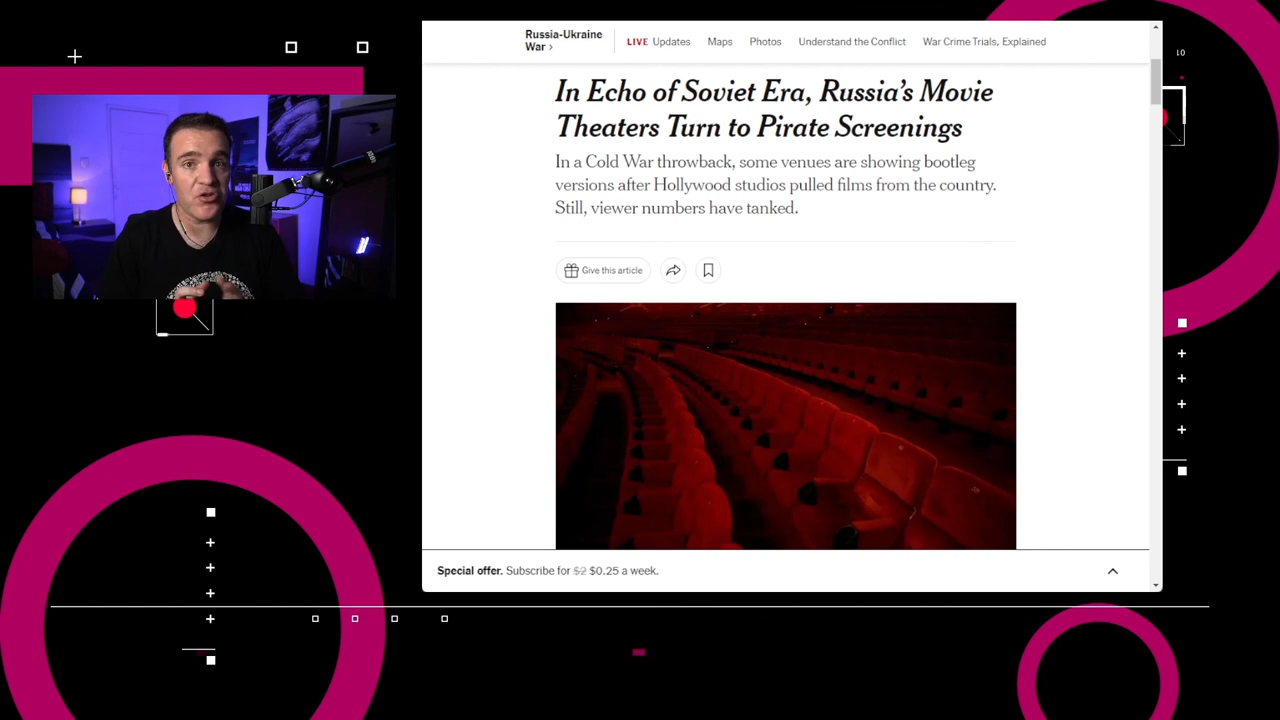 Russia-Ukraine
War ›
LIVE Updates Maps Photos Understand the Conflict War Crime Trials, Explained
In Echo of Soviet Era, Russia's Movie
Theaters Turn to Pirate Screenings
In a Cold War throwback, some venues are showing bootleg
versions after Hollywood studios pulled films from the country.
Still, viewer numbers have tanked.
Give this article
Special offer. Subscribe for $2 $0.25 a week.